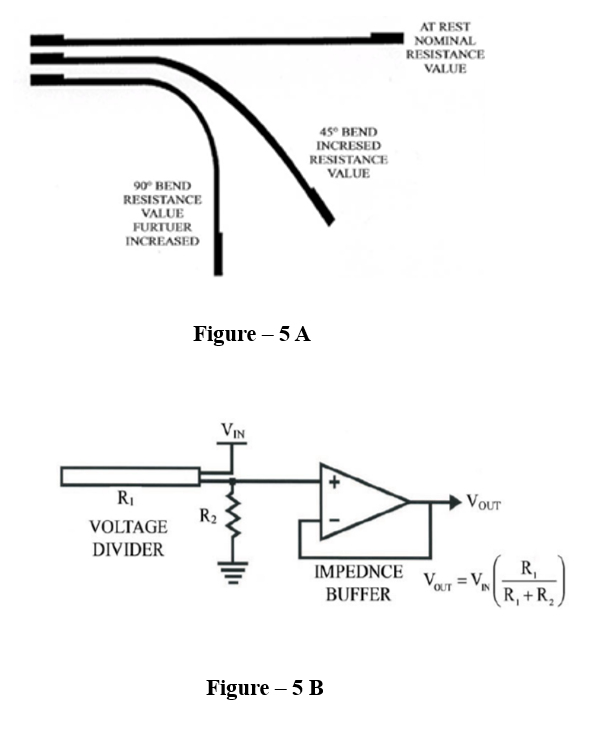 AT REST
NOMINAL
RESISTANCE
VALUE
45° BEND
INCRESED
RESISTANCE
VALUE
90° BEND
RESISTANCE
VALUE
FURTUER
INCREASED
Figure – 5 A
VIN
R1
R2
VOLTAGE
DIVIDER
+
−
VOUT
IMPEDNCE
BUFFER
VOUT = VIN (R1 / R1 + R2)
Figure – 5 B